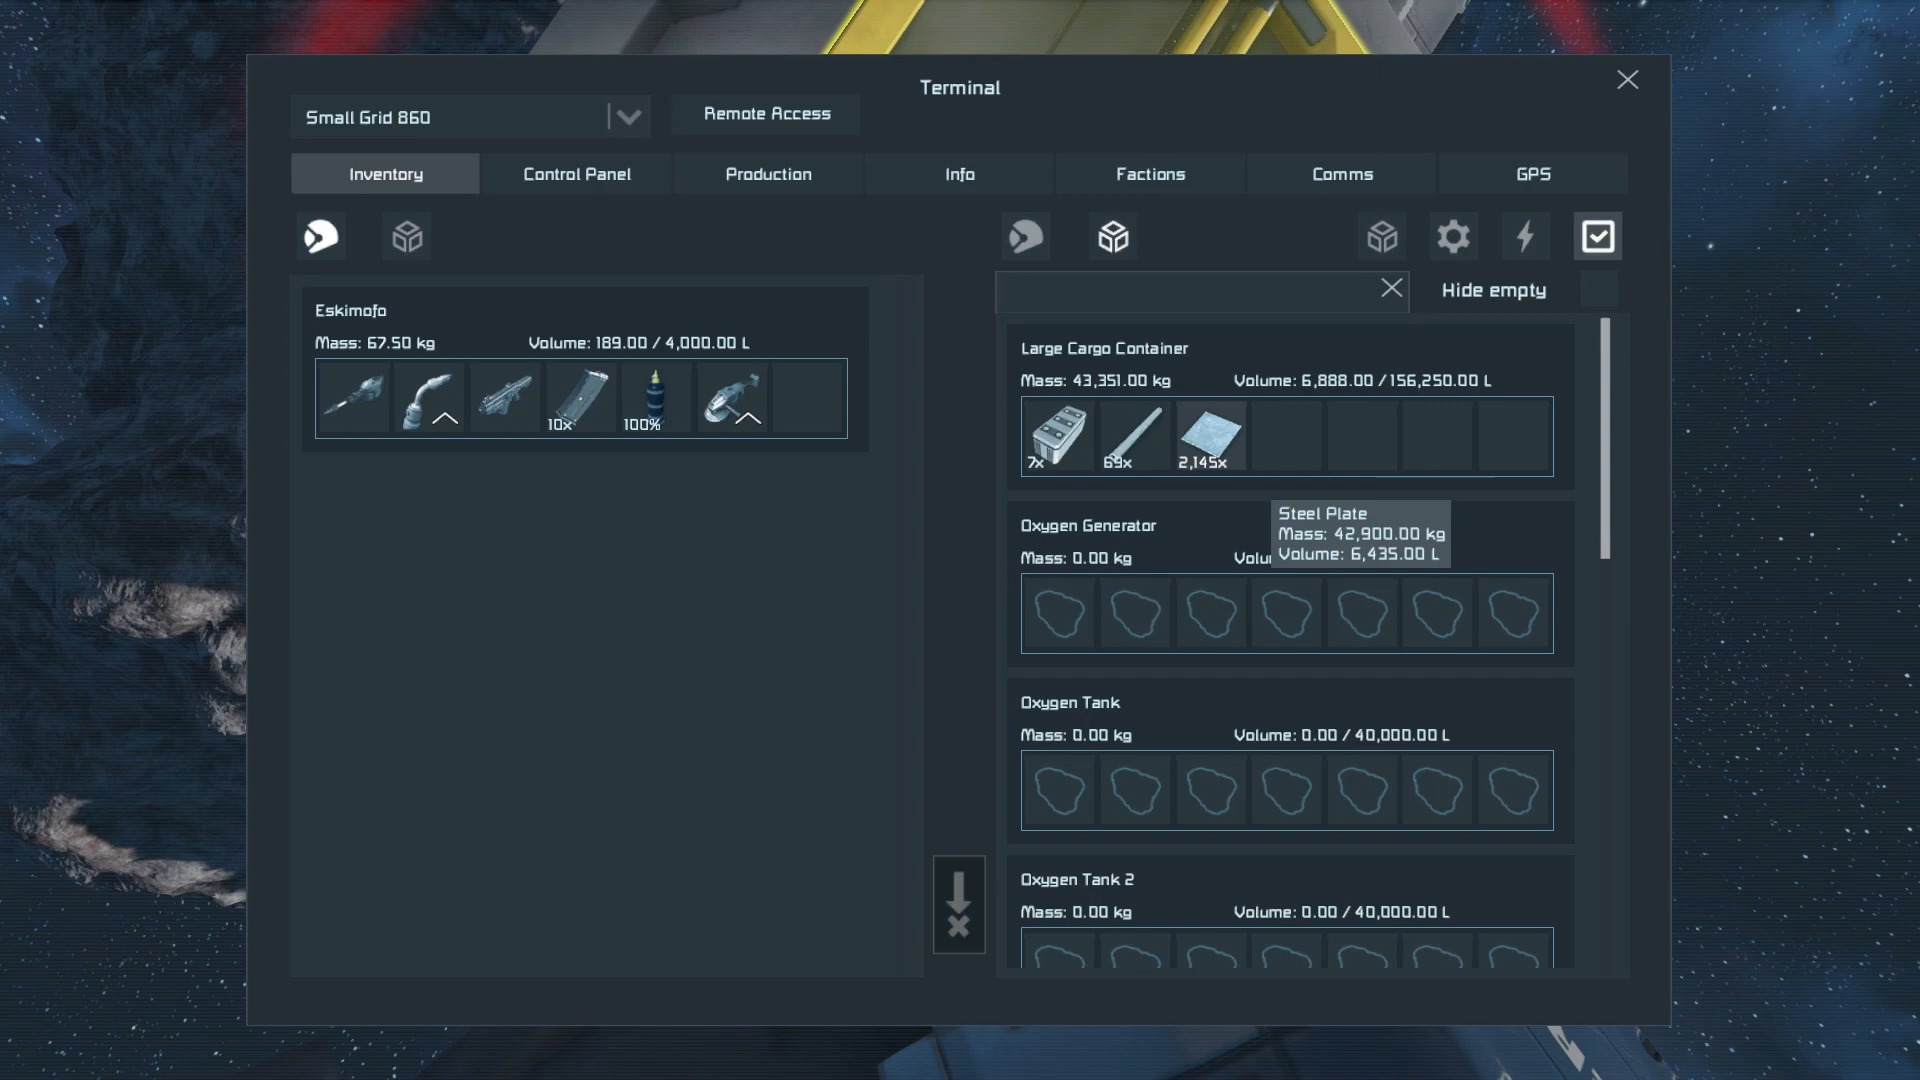 Terminal
Small Grid 860
Remote Access
Inventory
Control Panel
Production
Info
Factions
Comms
GPS
Hide empty
Eskimofo
Mass: 67.50 kg
Volume: 189.00 / 4,000.00 L
10x
100%
Large Cargo Container
Mass: 43,351.00 kg
Volume: 6,888.00 / 156,250.00 L
7x
69x
2,145x
Steel Plate
Mass: 42,900.00 kg
Volume: 6,435.00 L
Oxygen Generator
Mass: 0.00 kg
Oxygen Tank
Mass: 0.00 kg
Volume: 0.00 / 40,000.00 L
Oxygen Tank 2
Mass: 0.00 kg
Volume: 0.00 / 40,000.00 L